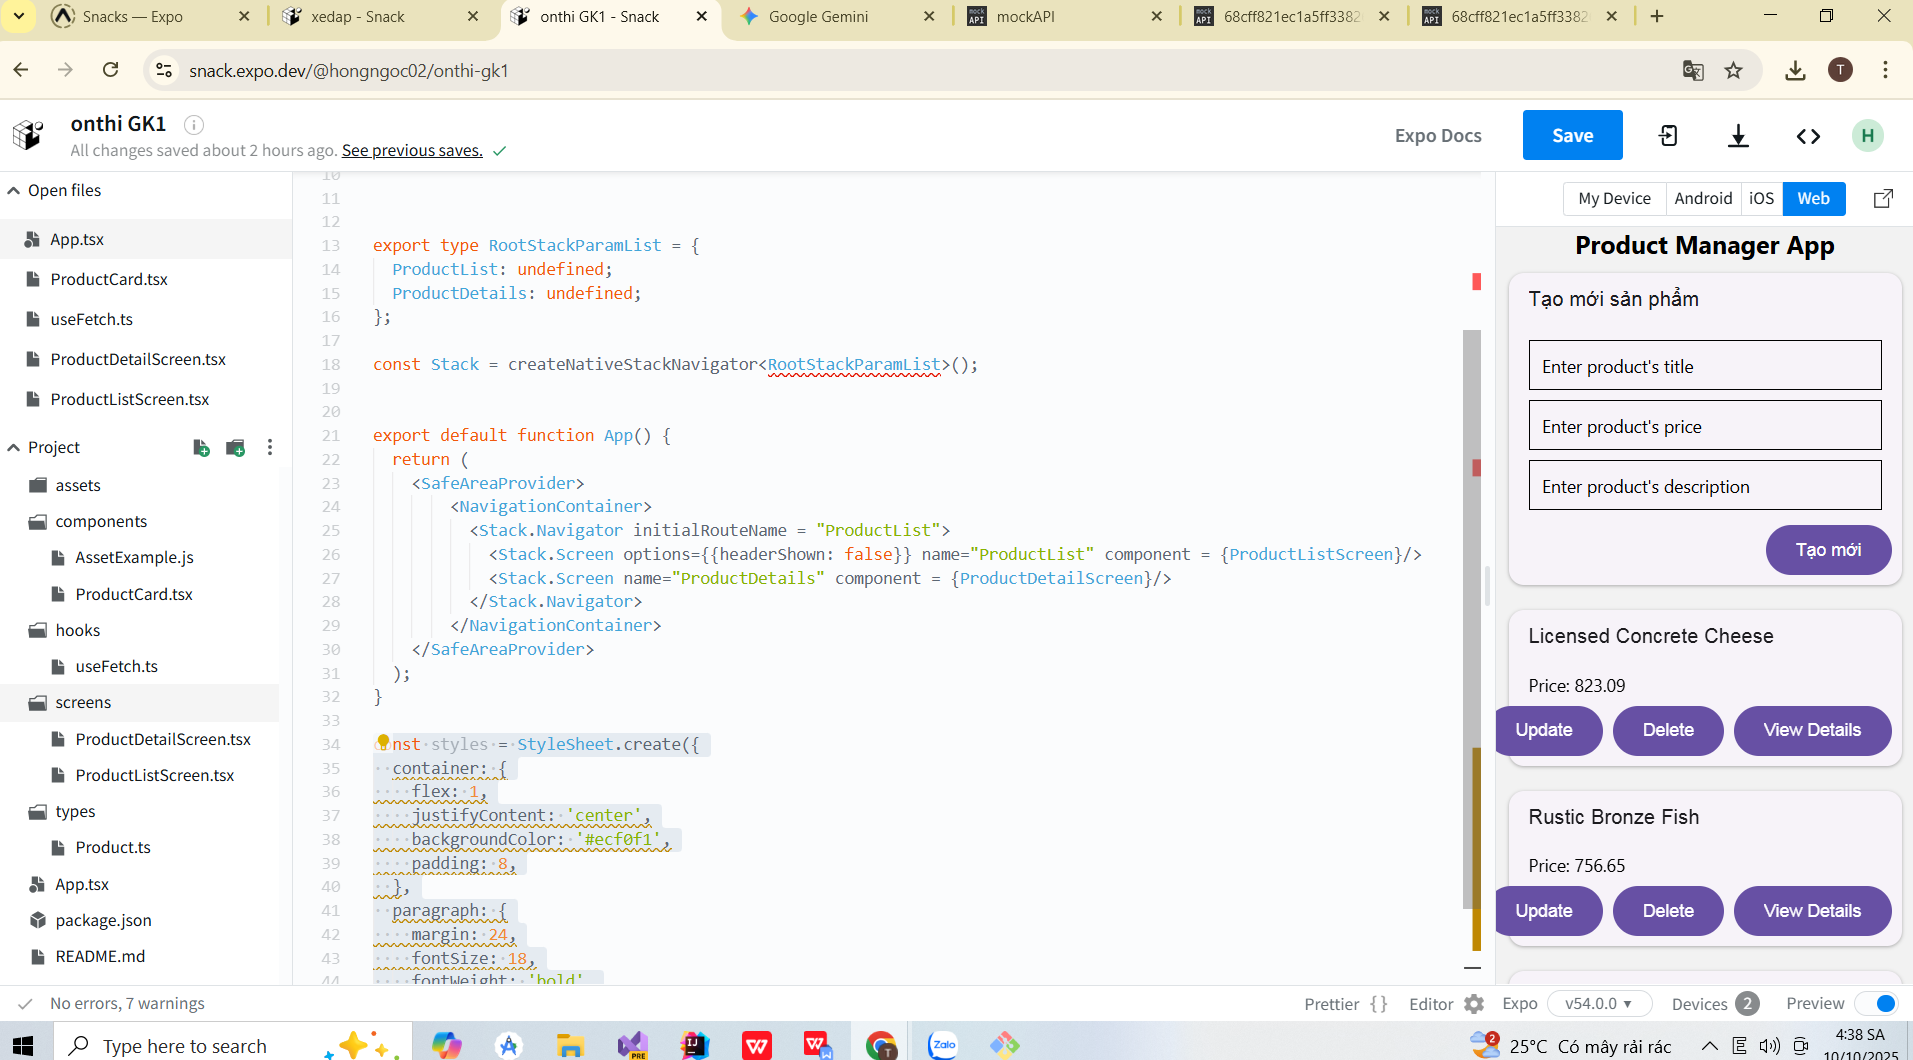 Snacks — Expo
xedap - Snack
onthi GK1 - Snack
Google Gemini
mockAPI
68cff821ec1a5ff3382
68cff821ec1a5ff3382
snack.expo.dev/@hongngoc02/onthi-gk1
T
onthi GK1
All changes saved about 2 hours ago. See previous saves.
Expo Docs
Save
H
Open files
App.tsx
ProductCard.tsx
useFetch.ts
ProductDetailScreen.tsx
ProductListScreen.tsx
Project
assets
components
AssetExample.js
ProductCard.tsx
hooks
useFetch.ts
screens
ProductDetailScreen.tsx
ProductListScreen.tsx
types
Product.ts
App.tsx
package.json
README.md
10
11
12
13 export type RootStackParamList = {
14 ProductList: undefined;
15 ProductDetails: undefined;
16 };
17
18 const Stack = createNativeStackNavigator<RootStackParamList>();
19
20
21 export default function App() {
22 return (
23 <SafeAreaProvider>
24 <NavigationContainer>
25 <Stack.Navigator initialRouteName = "ProductList">
26 <Stack.Screen options={{headerShown: false}} name="ProductList" component = {ProductListScreen}/>
27 <Stack.Screen name="ProductDetails" component = {ProductDetailScreen}/>
28 </Stack.Navigator>
29 </NavigationContainer>
30 </SafeAreaProvider>
31 );
32 }
33
34 const styles = StyleSheet.create({
35 container: {
36 flex: 1,
37 justifyContent: 'center',
38 backgroundColor: '#ecf0f1',
39 padding: 8,
40 },
41 paragraph: {
42 margin: 24,
43 fontSize: 18,
44 fontWeight: 'bold'
My Device
Android
iOS
Web
Product Manager App
Tạo mới sản phẩm
Enter product's title
Enter product's price
Enter product's description
Tạo mới
Licensed Concrete Cheese
Price: 823.09
Update
Delete
View Details
Rustic Bronze Fish
Price: 756.65
Update
Delete
View Details
No errors, 7 warnings
Prettier {}
Editor
Expo
v54.0.0
Devices 2
Preview
Type here to search
PRE
IJ
T
Zalo
2
25°C Có mây rải rác
4:38 SA
10/10/2025